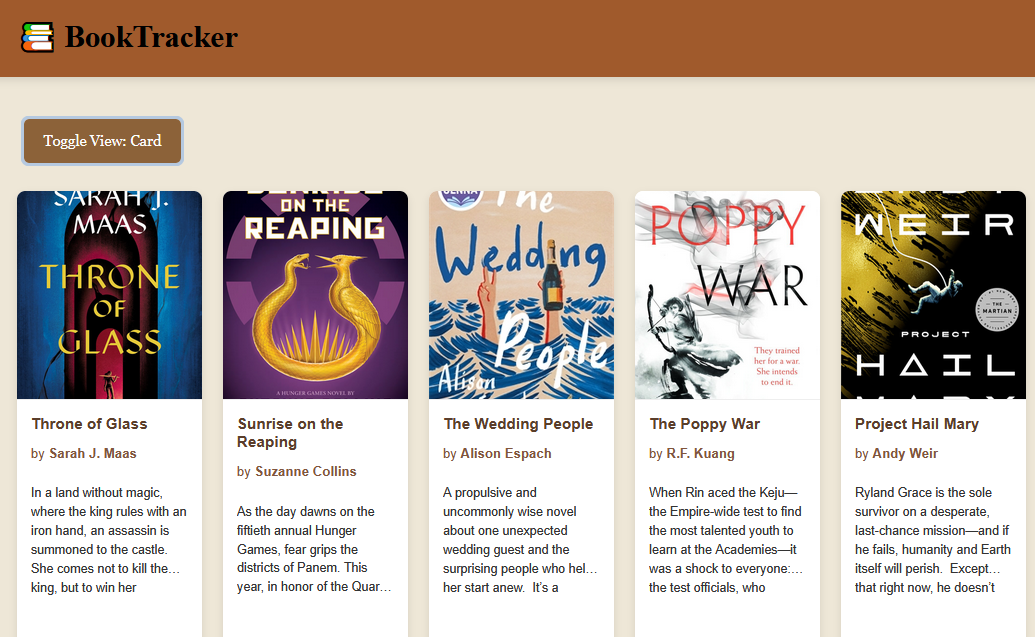 BookTracker
Toggle View: Card
SARAH J.
MAAS
THRONE
OF
GLASS
ON THE
REAPING
A HUNGER GAMES NOVEL BY
The
Wedding
People
Alison
POPPY
WAR
They trained
her for a war.
She intends
to end it.
WEIR
THE
MARTIAN
PROJECT
HAIL
Throne of Glass
by Sarah J. Maas
In a land without magic,
where the king rules with an
iron hand, an assassin is
summoned to the castle.
She comes not to kill the…
king, but to win her
Sunrise on the
Reaping
by Suzanne Collins
As the day dawns on the
fiftieth annual Hunger
Games, fear grips the
districts of Panem. This
year, in honor of the Quar…
The Wedding People
by Alison Espach
A propulsive and
uncommonly wise novel
about one unexpected
wedding guest and the
surprising people who hel…
her start anew.  It’s a
The Poppy War
by R.F. Kuang
When Rin aced the Keju—
the Empire-wide test to find
the most talented youth to
learn at the Academies—it
was a shock to everyone:…
the test officials, who
Project Hail Mary
by Andy Weir
Ryland Grace is the sole
survivor on a desperate,
last-chance mission—and if
he fails, humanity and Earth
itself will perish.  Except…
that right now, he doesn’t